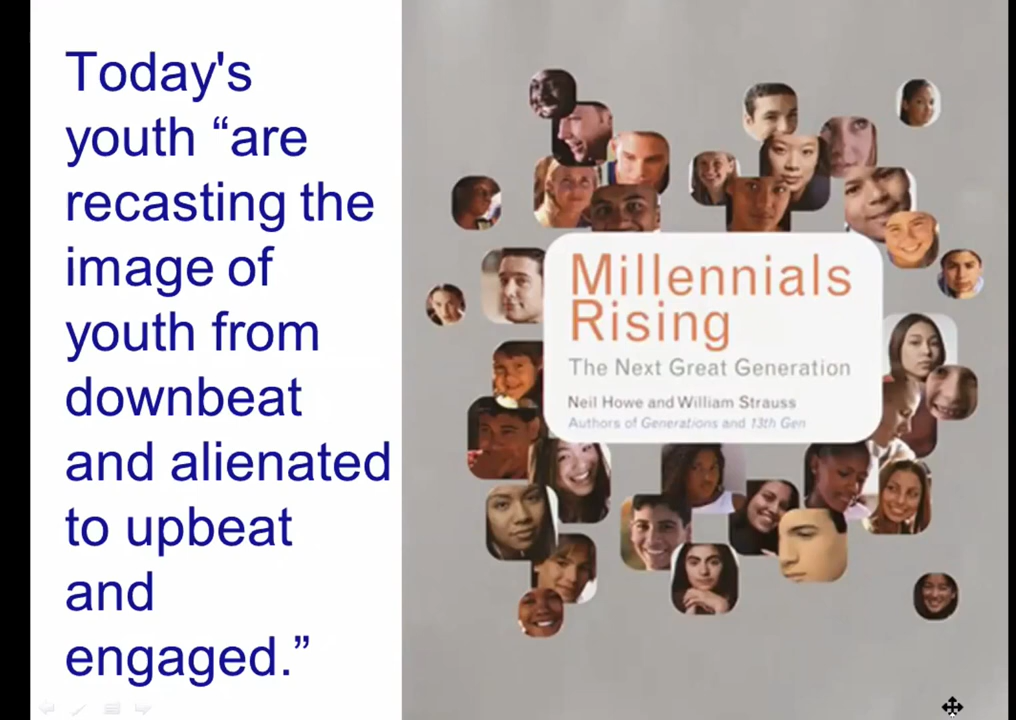 Today's
youth “are
recasting the
image of
youth from
downbeat
and alienated
to upbeat
and
engaged.”
Millennials
Rising
The Next Great Generation
Neil Howe and William Strauss
Authors of Generations and 13th Gen